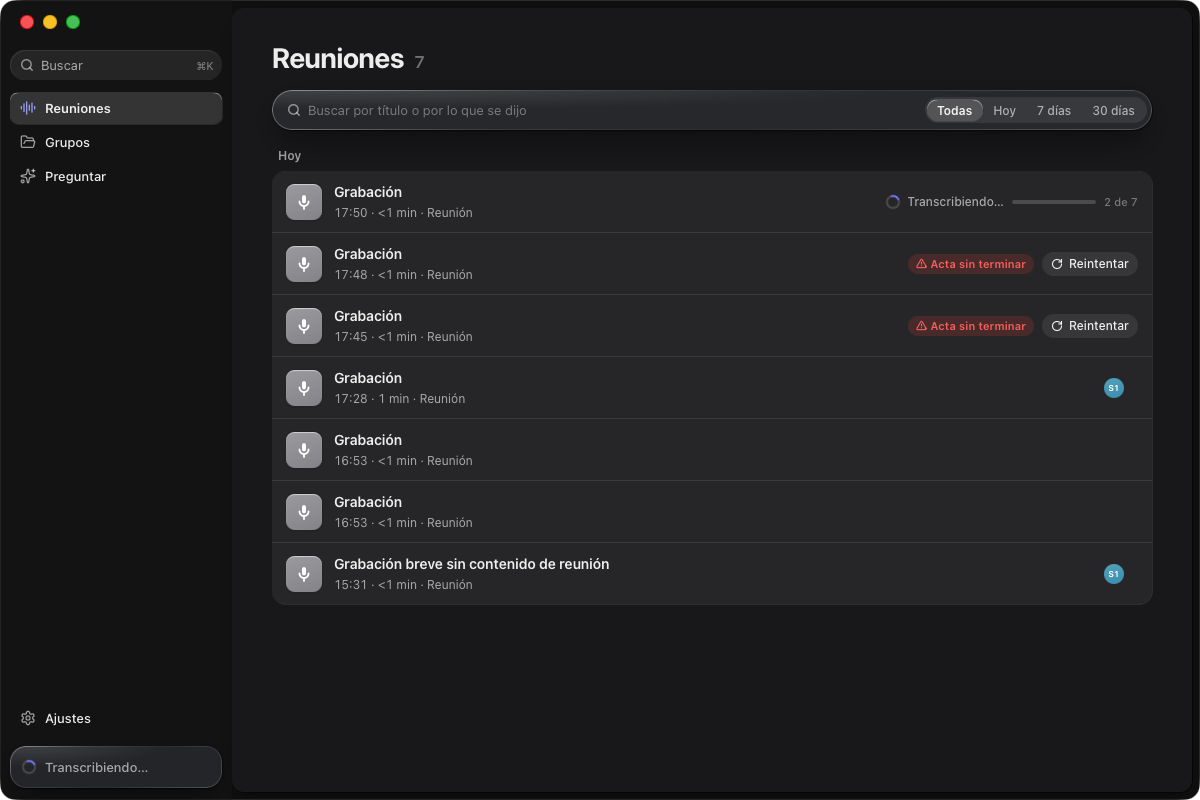 Buscar ⌘K
Reuniones
Grupos
Preguntar
Ajustes
Transcribiendo...
Reuniones 7
Buscar por título o por lo que se dijo
Todas Hoy 7 días 30 días
Hoy
Grabación
17:50 · <1 min · Reunión
Transcribiendo... 2 de 7
Grabación
17:48 · <1 min · Reunión
Acta sin terminar Reintentar
Grabación
17:45 · <1 min · Reunión
Acta sin terminar Reintentar
Grabación
17:28 · 1 min · Reunión
S1
Grabación
16:53 · <1 min · Reunión
Grabación
16:53 · <1 min · Reunión
Grabación breve sin contenido de reunión
15:31 · <1 min · Reunión
S1